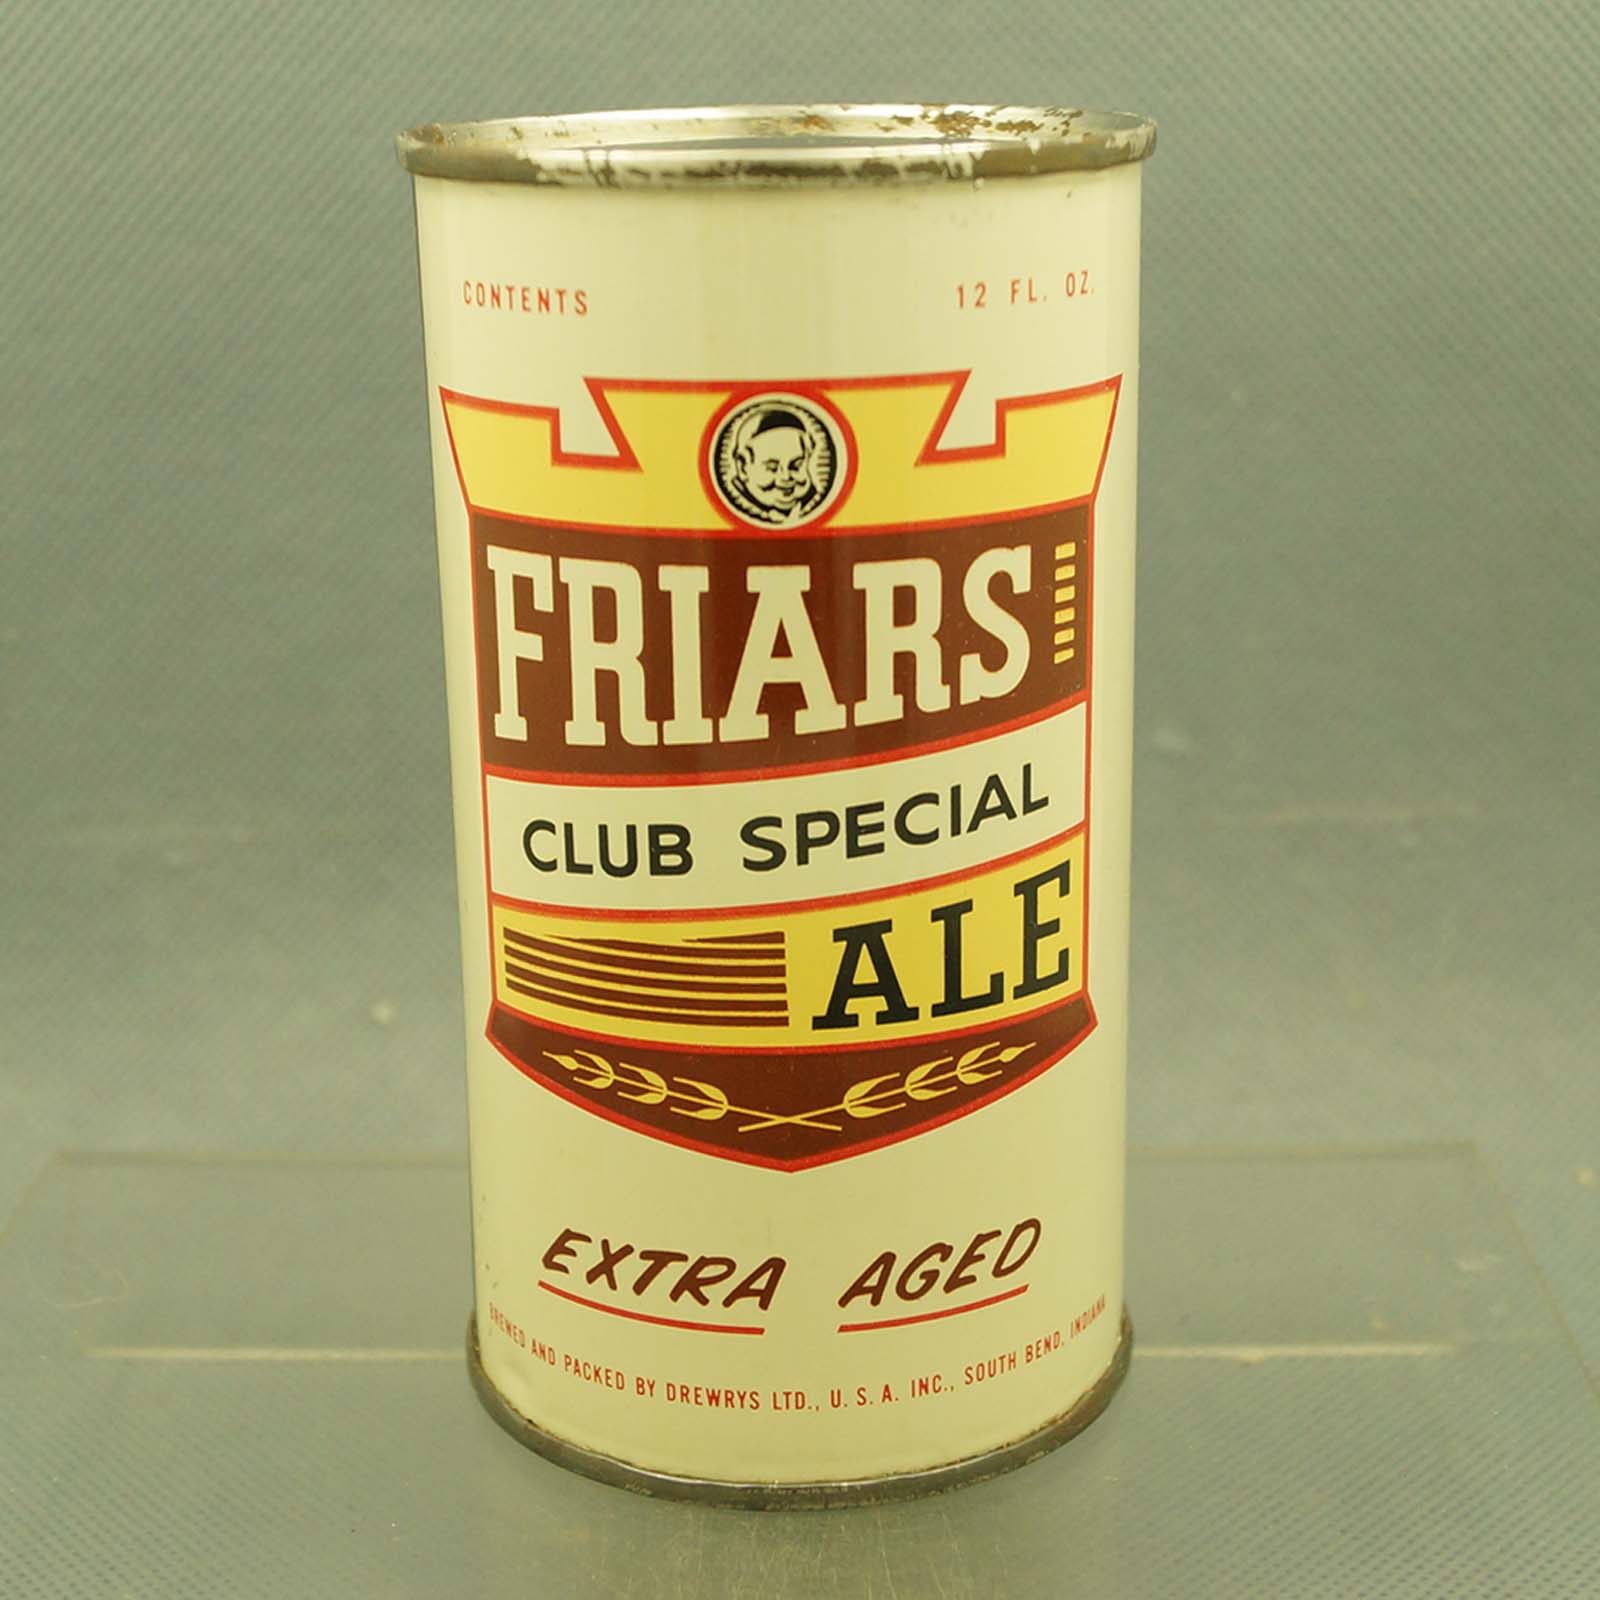 CONTENTS 12 FL. OZ.
FRIARS
CLUB SPECIAL
ALE
EXTRA AGED
BREWED AND PACKED BY DREWRYS LTD., U. S. A. INC., SOUTH BEND, INDIANA